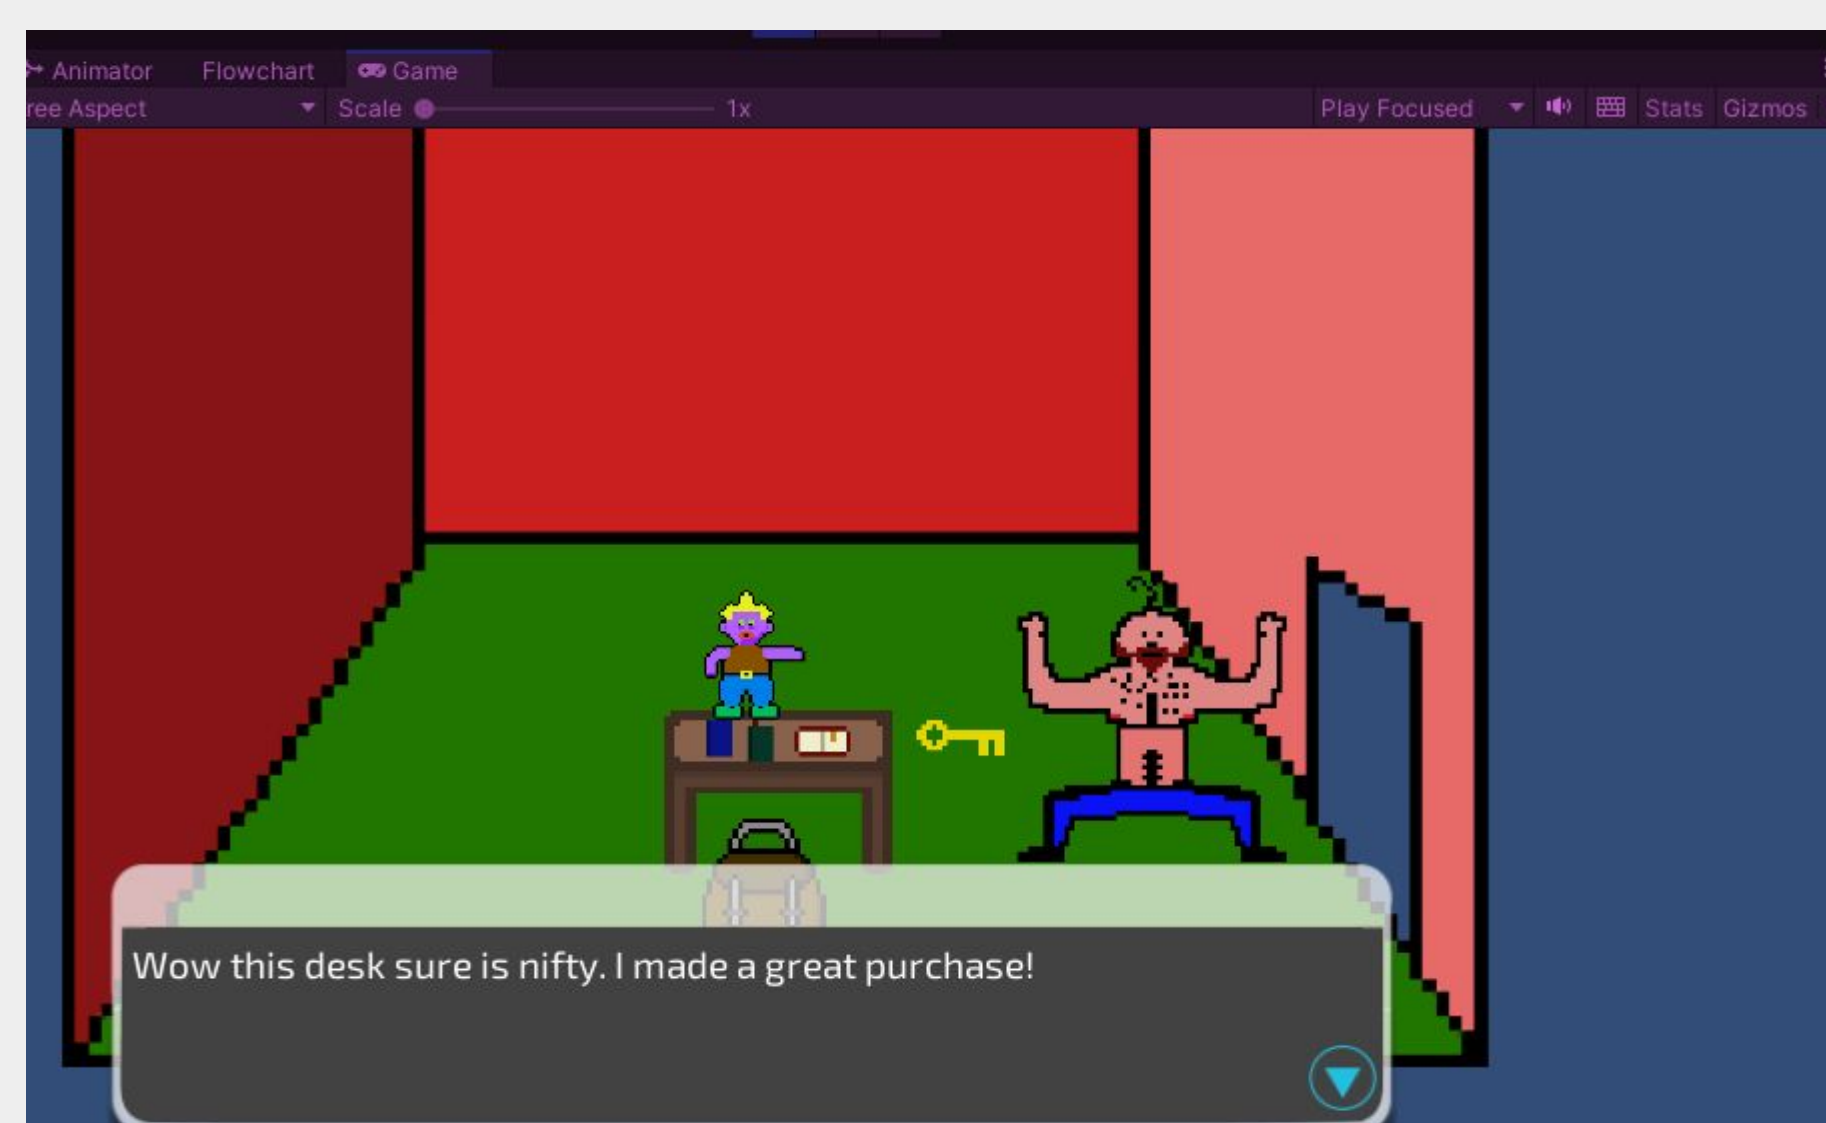 Animator Flowchart Game
ree Aspect Scale 1x Play Focused Stats Gizmos
Wow this desk sure is nifty. I made a great purchase!